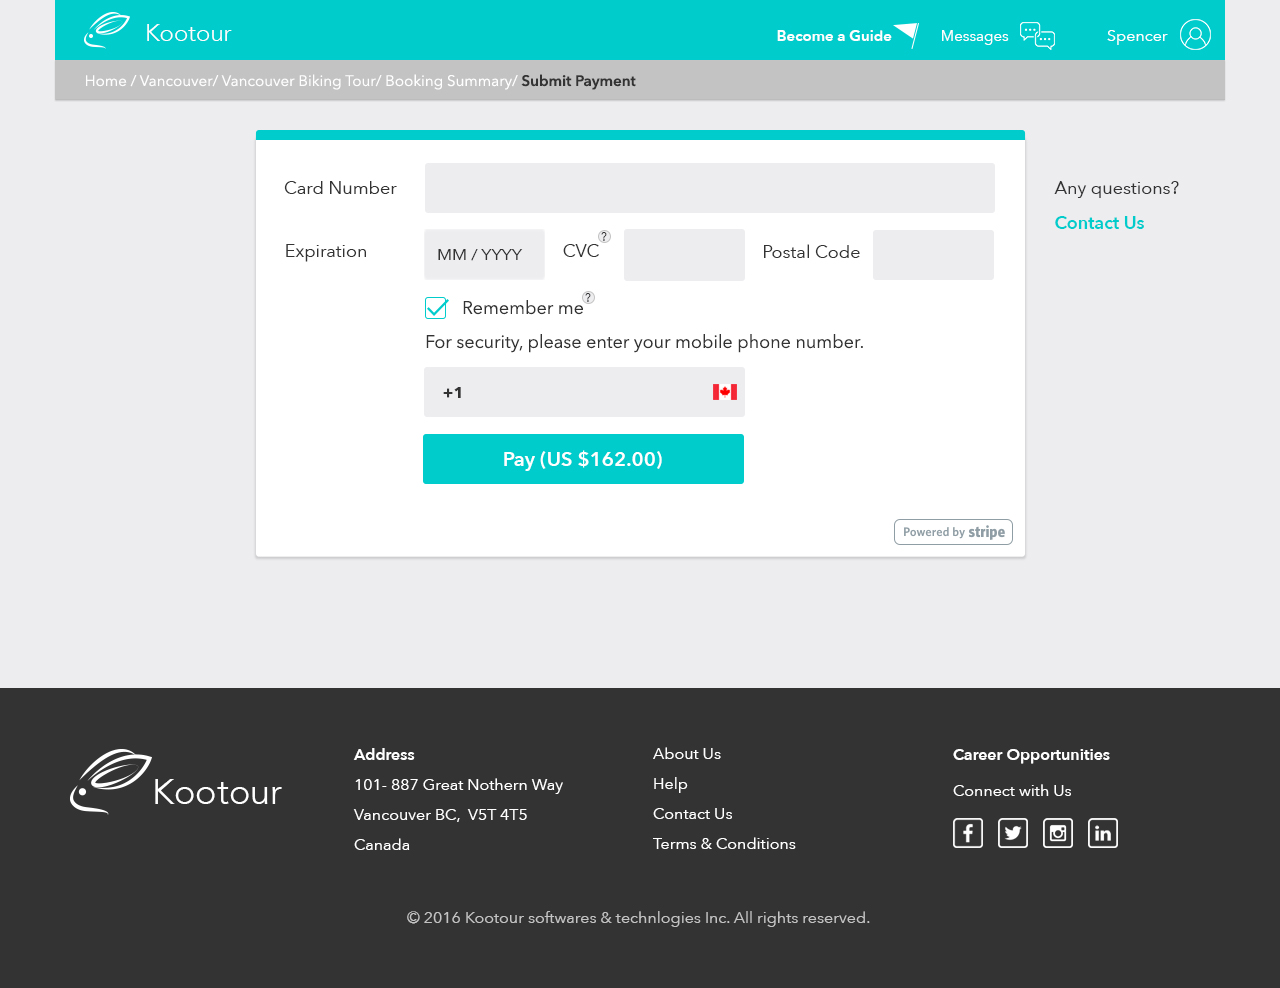 Kootour
Become a Guide
Messages
Spencer
Home / Vancouver/ Vancouver Biking Tour/ Booking Summary/ Submit Payment
Card Number
Any questions?
Contact Us
Expiration
MM / YYYY
CVC
?
Postal Code
Remember me
?
For security, please enter your mobile phone number.
+1
Pay (US $162.00)
Powered by stripe
Kootour
Address
101- 887 Great Nothern Way
Vancouver BC,  V5T 4T5
Canada
About Us
Help
Contact Us
Terms & Conditions
Career Opportunities
Connect with Us
© 2016 Kootour softwares & technlogies Inc. All rights reserved.